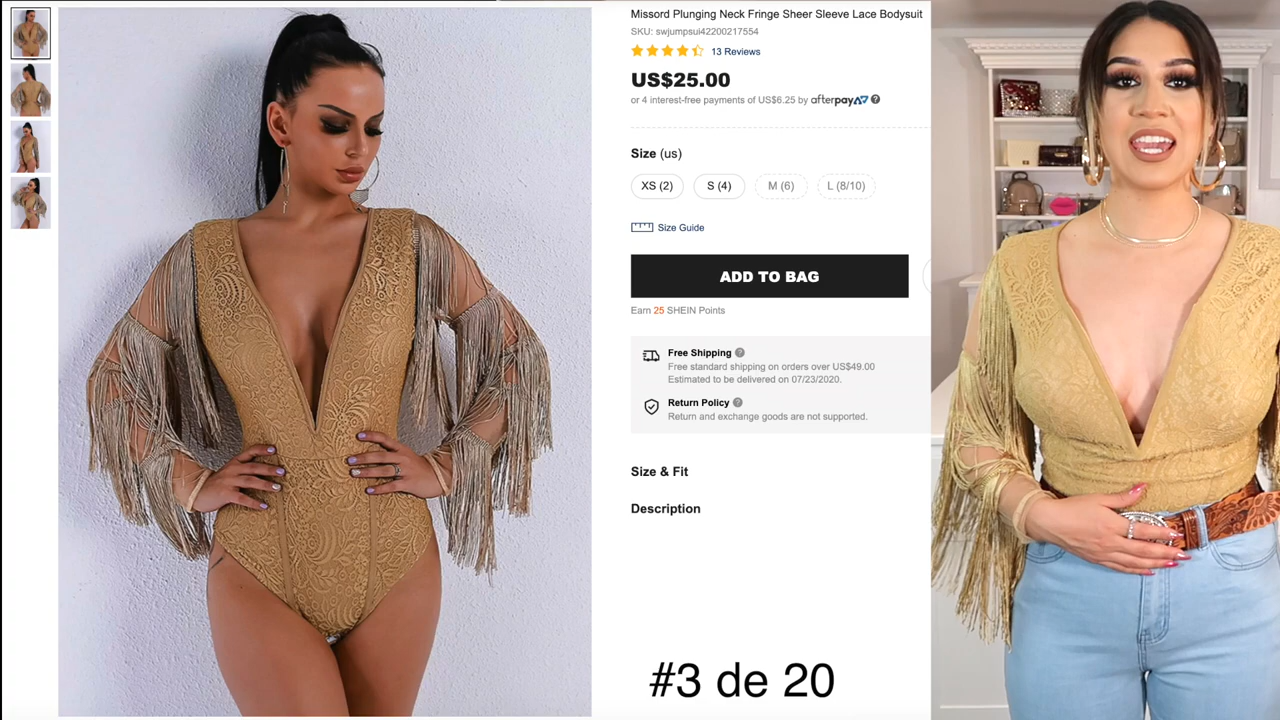 Missord Plunging Neck Fringe Sheer Sleeve Lace Bodysuit
SKU: swjumpsui42200217554
13 Reviews
US$25.00
or 4 interest-free payments of US$6.25 by afterpay
Size (us)
XS (2) S (4) M (6) L (8/10)
Size Guide
ADD TO BAG
Earn 25 SHEIN Points
Free Shipping
Free standard shipping on orders over US$49.00
Estimated to be delivered on 07/23/2020.
Return Policy
Return and exchange goods are not supported.
Size & Fit
Description
#3 de 20